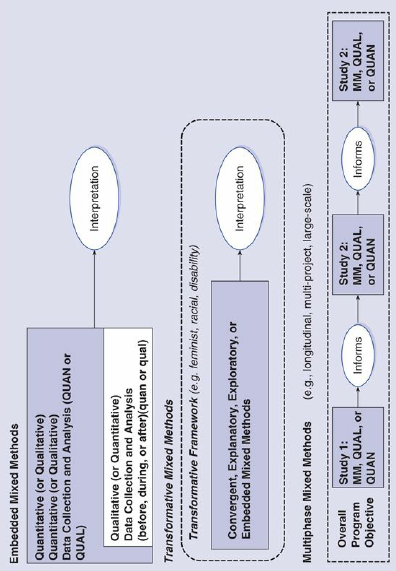 Embedded Mixed Methods
Quantitative (or Qualitative)
Quantitative (or Qualitative)
Data Collection and Analysis (QUAN or
QUAL)
Qualitative (or Quantitative)
Data Collection and Analysis
(before, during, or after)(quan or qual)
Interpretation
Transformative Mixed Methods
Transformative Framework (e.g. feminist, racial, disability)
Convergent, Explanatory, Exploratory, or
Embedded Mixed Methods
Interpretation
Multiphase Mixed Methods (e.g., longitudinal, multi-project, large-scale)
Overall
Program
Objective
Study 1:
MM, QUAL, or
QUAN
Informs
Study 2:
MM, QUAL,
or QUAN
Informs
Study 2:
MM, QUAL,
or QUAN